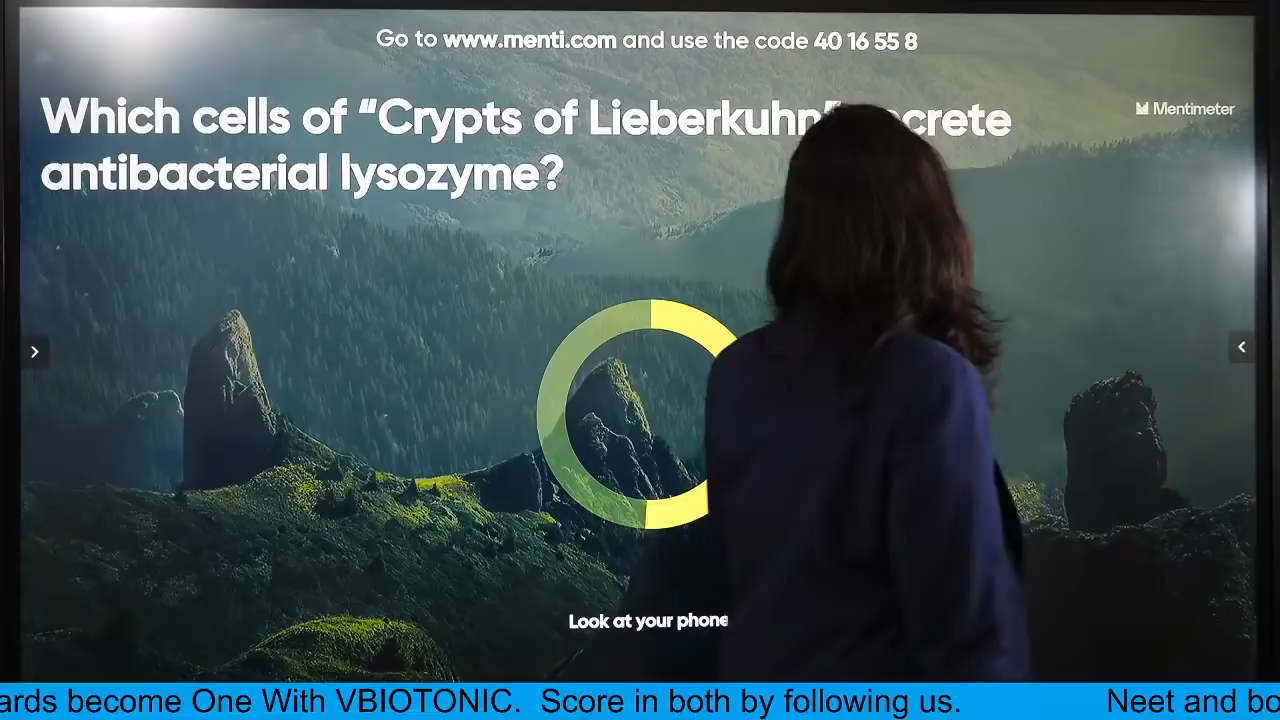 Go to www.menti.com and use the code 40 16 55 8
Which cells of “Crypts of Lieberkuhn” crete
antibacterial lysozyme?
Mentimeter
Look at your phone
ards become One With VBIOTONIC. Score in both by following us. Neet and bo